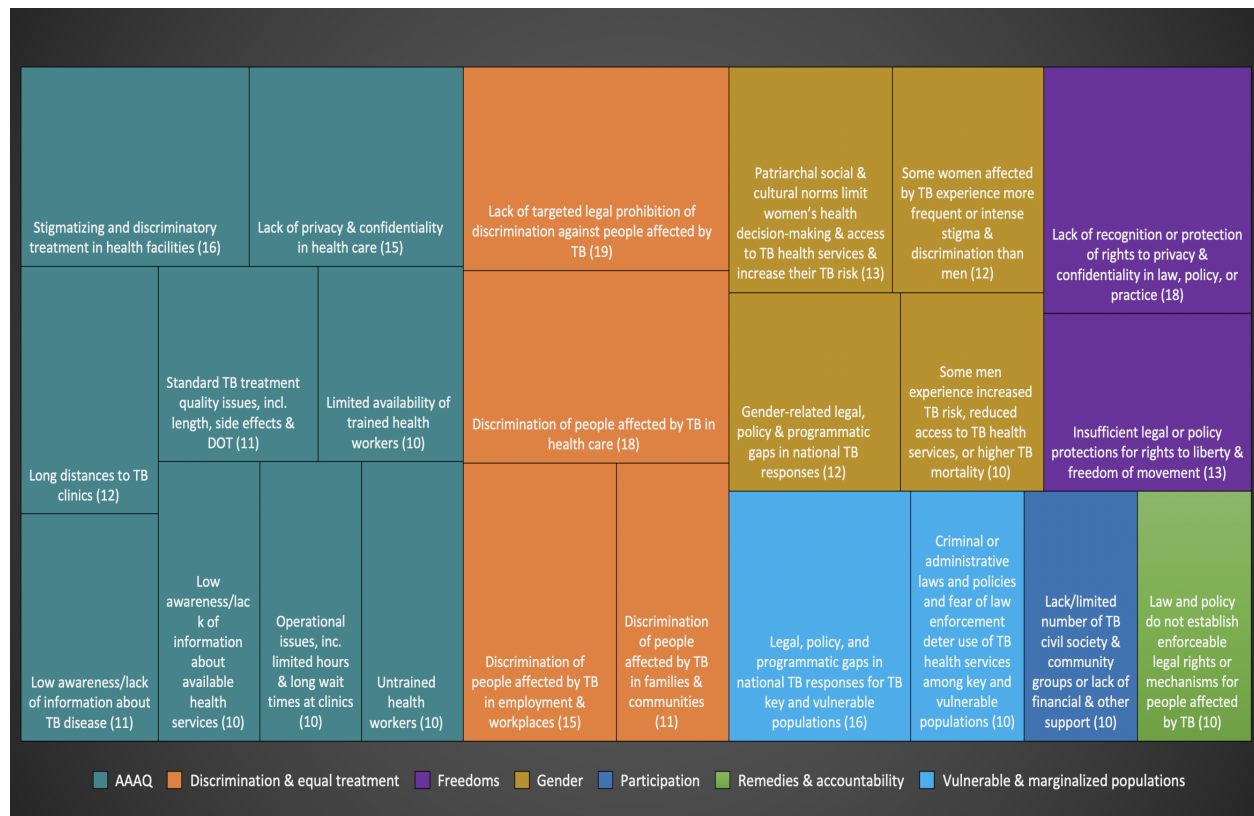 Stigmatizing and discriminatory
treatment in health facilities (16)
Lack of privacy & confidentiality
in health care (15)
Long distances to TB
clinics (12)
Standard TB treatment
quality issues, incl.
length, side effects &
DOT (11)
Limited availability of
trained health
workers (10)
Low awareness/lack
of information about
TB disease (11)
Low
awareness/lac
k of
information
about
available
health
services (10)
Operational
issues, inc.
limited hours
& long wait
times at clinics
(10)
Untrained
health
workers (10)
Lack of targeted legal prohibition of
discrimination against people affected by
TB (19)
Discrimination of people affected by TB in
health care (18)
Discrimination of
people affected by TB
in employment &
workplaces (15)
Discrimination
of people
affected by TB
in families &
communities
(11)
Patriarchal social &
cultural norms limit
women’s health
decision-making & access
to TB health services &
increase their TB risk (13)
Some women affected
by TB experience more
frequent or intense
stigma &
discrimination than
men (12)
Gender-related legal,
policy & programmatic
gaps in national TB
responses (12)
Some men
experience increased
TB risk, reduced
access to TB health
services, or higher TB
mortality (10)
Lack of recognition or protection
of rights to privacy &
confidentiality in law, policy, or
practice (18)
Insufficient legal or policy
protections for rights to liberty &
freedom of movement (13)
Legal, policy, and
programmatic gaps in
national TB responses for TB
key and vulnerable
populations (16)
Criminal or
administrative
laws and policies
and fear of law
enforcement
deter use of TB
health services
among key and
vulnerable
populations (10)
Lack/limited
number of TB
civil society &
community
groups or lack of
financial & other
support (10)
Law and policy
do not establish
enforceable
legal rights or
mechanisms for
people affected
by TB (10)
AAAQ Discrimination & equal treatment Freedoms Gender Participation Remedies & accountability Vulnerable & marginalized populations